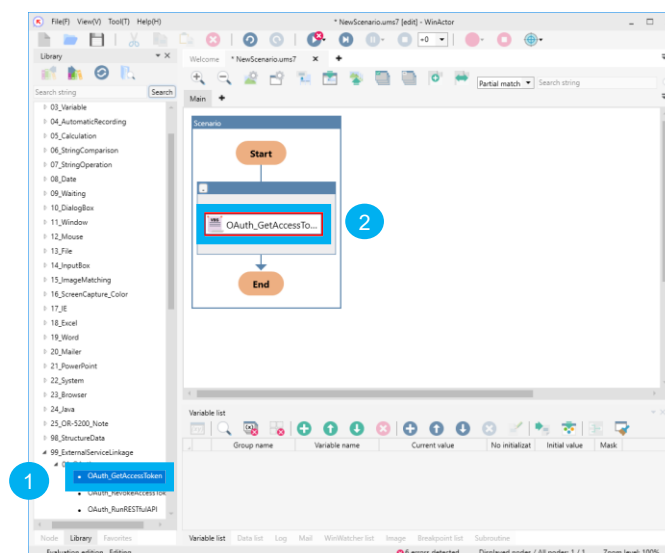 File(F) View(V) Tool(T) Help(H)
* NewScenario.ums7 [edit] - WinActor
Library
Welcome * NewScenario.ums7
Search string Search
Partial match Search string
Main
03_Variable
04_AutomaticRecording
05_Calculation
06_StringComparison
07_StringOperation
08_Date
09_Waiting
10_DialogBox
11_Window
12_Mouse
13_File
14_InputBox
15_ImageMatching
16_ScreenCapture_Color
17_IE
18_Excel
19_Word
20_Mailer
21_PowerPoint
22_System
23_Browser
24_Java
25_OR-5200_Note
98_StructureData
99_ExternalServiceLinkage
1
OAuth_GetAccessToken
OAuth_RevokeAccessTok
OAuth_RunRESTfulAPI
Node Library Favorites
Scenario
Start
OAuth_GetAccessTo...
2
End
Variable list
Group name Variable name Current value No initializat Initial value Mask
Variable list Data list Log Mail WinWatcher list Image Breakpoint list Subroutine
Evaluation edition Editing
6 errors detected Displayed nodes / All nodes: 1 / 1 Zoom level: 100%